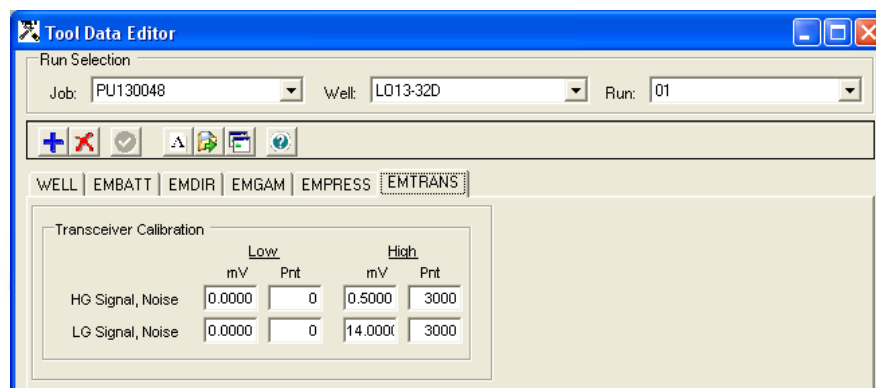 Tool Data Editor
Run Selection
Job: PU130048 Well: LO13-32D Run: 01
A
WELL EMBATT EMDIR EMGAM EMPRESS EMTRANS
Transceiver Calibration
Low High
mV Pnt mV Pnt
HG Signal, Noise 0.0000 0 0.5000 3000
LG Signal, Noise 0.0000 0 14.000( 3000